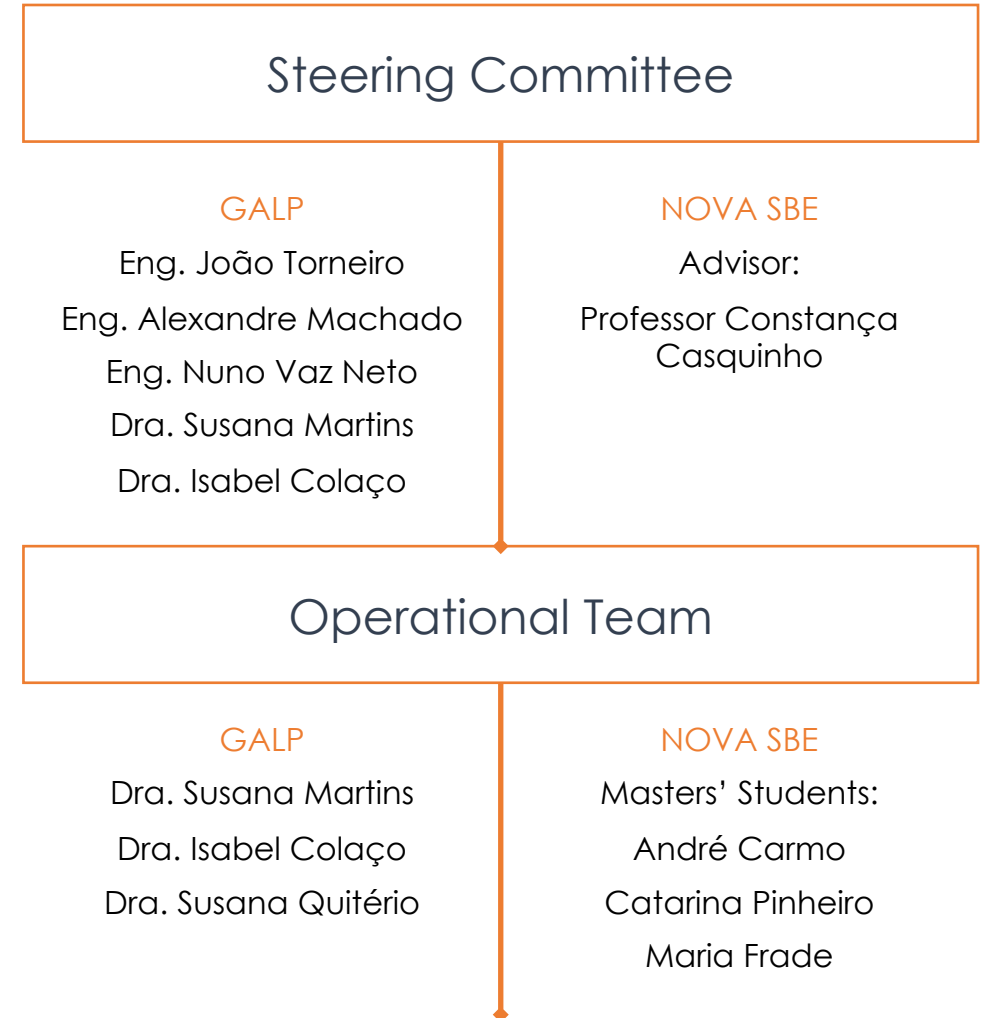 Steering Committee
GALP
Eng. João Torneiro
Eng. Alexandre Machado
Eng. Nuno Vaz Neto
Dra. Susana Martins
Dra. Isabel Colaço
NOVA SBE
Advisor:
Professor Constança
Casquinho
Operational Team
GALP
Dra. Susana Martins
Dra. Isabel Colaço
Dra. Susana Quitério
NOVA SBE
Masters’ Students:
André Carmo
Catarina Pinheiro
Maria Frade